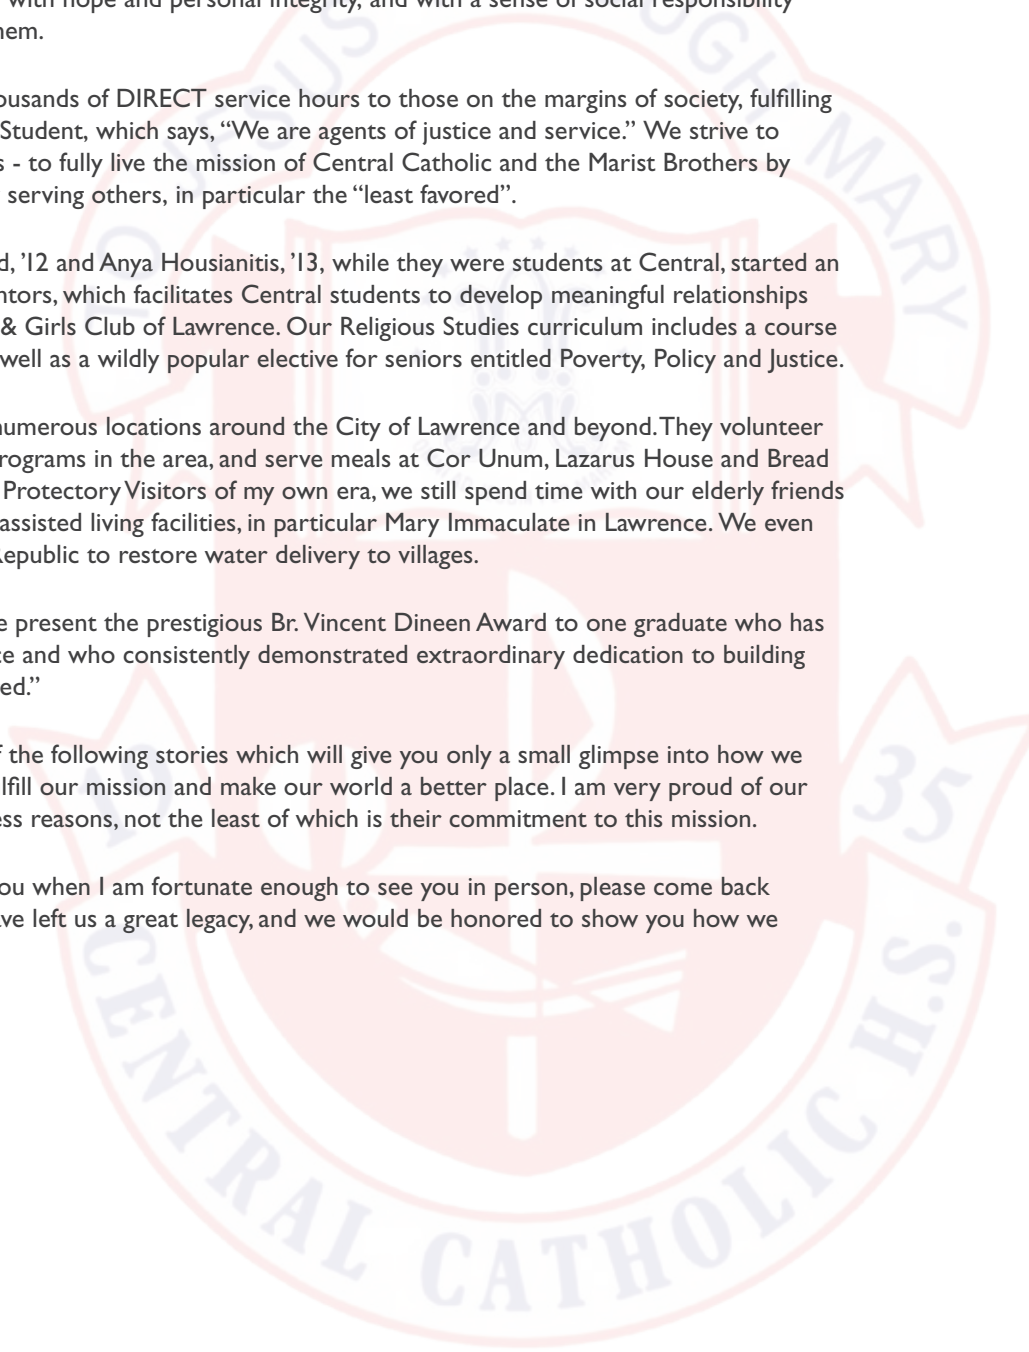 with hope and personal integrity, and with a sense of social responsibility
hem.
ousands of DIRECT service hours to those on the margins of society, fulfilling
Student, which says, “We are agents of justice and service.” We strive to
s - to fully live the mission of Central Catholic and the Marist Brothers by
serving others, in particular the “least favored”.
d, ’12 and Anya Housianitis, ’13, while they were students at Central, started an
ntors, which facilitates Central students to develop meaningful relationships
& Girls Club of Lawrence. Our Religious Studies curriculum includes a course
well as a wildly popular elective for seniors entitled Poverty, Policy and Justice.
numerous locations around the City of Lawrence and beyond. They volunteer
rograms in the area, and serve meals at Cor Unum, Lazarus House and Bread
Protectory Visitors of my own era, we still spend time with our elderly friends
assisted living facilities, in particular Mary Immaculate in Lawrence. We even
Republic to restore water delivery to villages.
e present the prestigious Br. Vincent Dineen Award to one graduate who has
ce and who consistently demonstrated extraordinary dedication to building
ed.”
f the following stories which will give you only a small glimpse into how we
lfill our mission and make our world a better place. I am very proud of our
ess reasons, not the least of which is their commitment to this mission.
ou when I am fortunate enough to see you in person, please come back
ve left us a great legacy, and we would be honored to show you how we
TO JESUS
UGH MARY
19 35
CENTRAL CATHOLIC H.S.